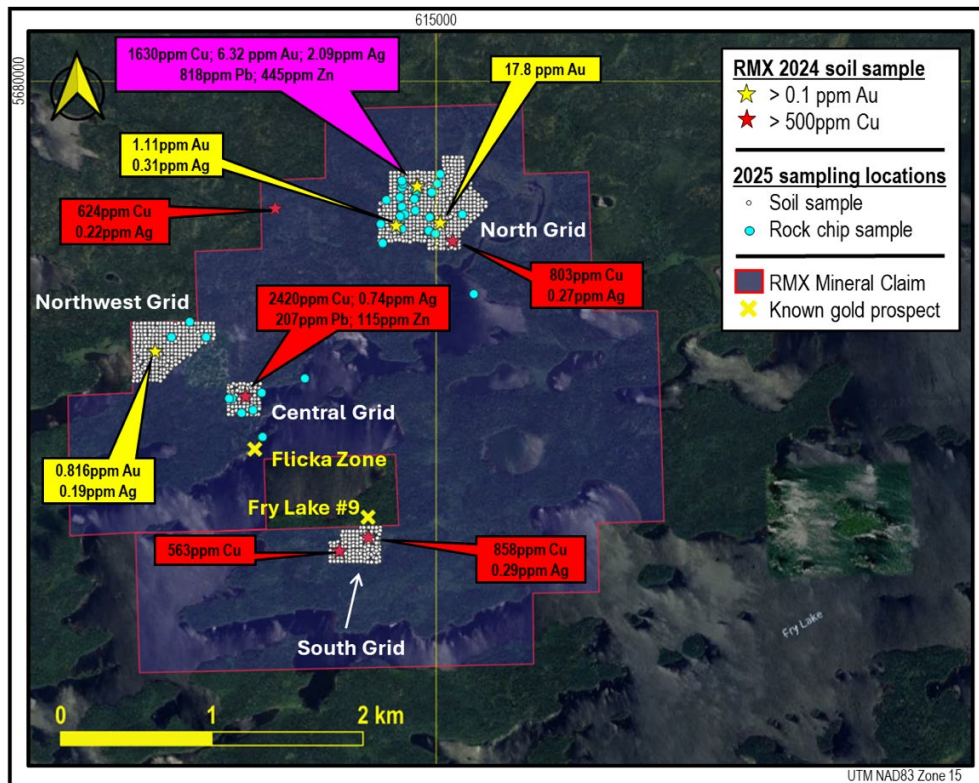 615000
5680000
1630ppm Cu; 6.32 ppm Au; 2.09ppm Ag
818ppm Pb; 445ppm Zn
17.8 ppm Au
1.11ppm Au
0.31ppm Ag
624ppm Cu
0.22ppm Ag
North Grid
803ppm Cu
0.27ppm Ag
Northwest Grid
2420ppm Cu; 0.74ppm Ag
207ppm Pb; 115ppm Zn
Central Grid
0.816ppm Au
0.19ppm Ag
Flicka Zone
Fry Lake #9
563ppm Cu
858ppm Cu
0.29ppm Ag
South Grid
Fry Lake
RMX 2024 soil sample
> 0.1 ppm Au
> 500ppm Cu
2025 sampling locations
Soil sample
Rock chip sample
RMX Mineral Claim
Known gold prospect
0 1 2 km
UTM NAD83 Zone 15